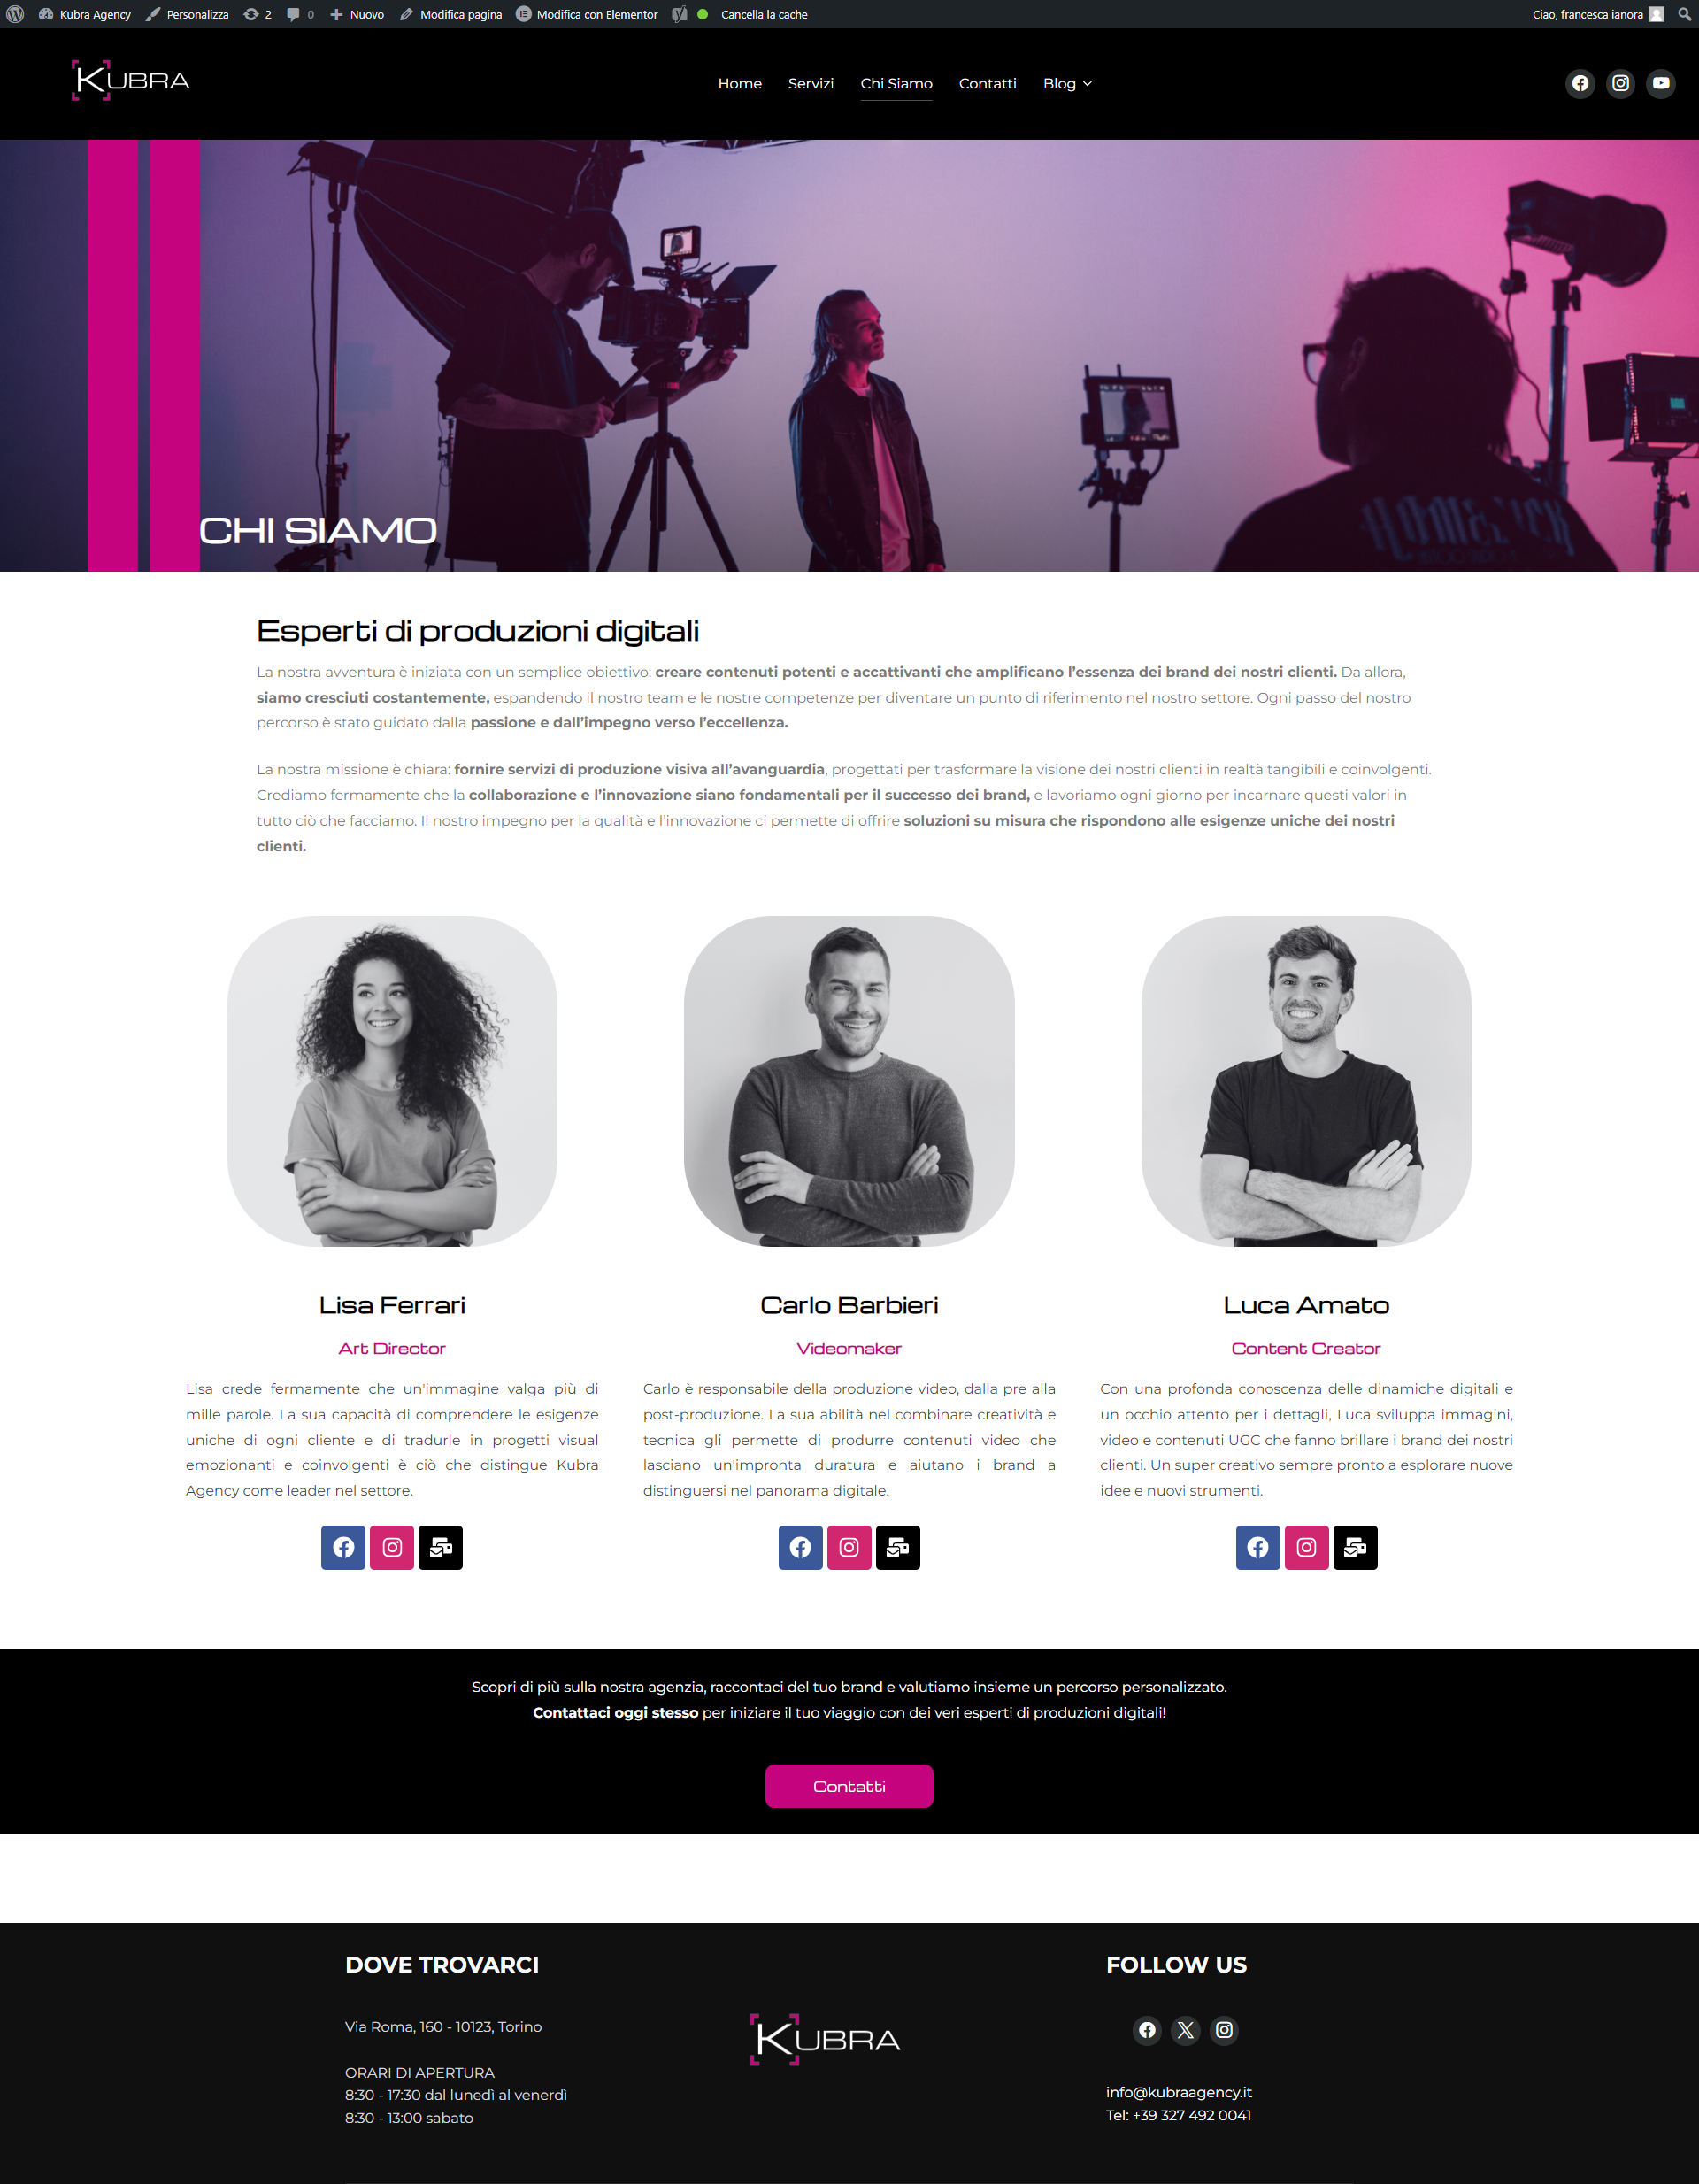 Kubra Agency Personalizza 2 0 Nuovo Modifica pagina Modifica con Elementor Cancella la cache Ciao, francesca ianora
KUBRA
Home Servizi Chi Siamo Contatti Blog
CHI SIAMO
Esperti di produzioni digitali
La nostra avventura è iniziata con un semplice obiettivo: creare contenuti potenti e accattivanti che amplificano l’essenza dei brand dei nostri clienti. Da allora,
siamo cresciuti costantemente, espandendo il nostro team e le nostre competenze per diventare un punto di riferimento nel nostro settore. Ogni passo del nostro
percorso è stato guidato dalla passione e dall’impegno verso l’eccellenza.
La nostra missione è chiara: fornire servizi di produzione visiva all’avanguardia, progettati per trasformare la visione dei nostri clienti in realtà tangibili e coinvolgenti.
Crediamo fermamente che la collaborazione e l’innovazione siano fondamentali per il successo dei brand, e lavoriamo ogni giorno per incarnare questi valori in
tutto ciò che facciamo. Il nostro impegno per la qualità e l’innovazione ci permette di offrire soluzioni su misura che rispondono alle esigenze uniche dei nostri
clienti.
Lisa Ferrari
Art Director
Lisa crede fermamente che un'immagine valga più di
mille parole. La sua capacità di comprendere le esigenze
uniche di ogni cliente e di tradurle in progetti visual
emozionanti e coinvolgenti è ciò che distingue Kubra
Agency come leader nel settore.
Carlo Barbieri
Videomaker
Carlo è responsabile della produzione video, dalla pre alla
post-produzione. La sua abilità nel combinare creatività e
tecnica gli permette di produrre contenuti video che
lasciano un'impronta duratura e aiutano i brand a
distinguersi nel panorama digitale.
Luca Amato
Content Creator
Con una profonda conoscenza delle dinamiche digitali e
un occhio attento per i dettagli, Luca sviluppa immagini,
video e contenuti UGC che fanno brillare i brand dei nostri
clienti. Un super creativo sempre pronto a esplorare nuove
idee e nuovi strumenti.
Scopri di più sulla nostra agenzia, raccontaci del tuo brand e valutiamo insieme un percorso personalizzato.
Contattaci oggi stesso per iniziare il tuo viaggio con dei veri esperti di produzioni digitali!
Contatti
DOVE TROVARCI
Via Roma, 160 - 10123, Torino
ORARI DI APERTURA
8:30 - 17:30 dal lunedì al venerdì
8:30 - 13:00 sabato
KUBRA
FOLLOW US
info@kubraagency.it
Tel: +39 327 492 0041